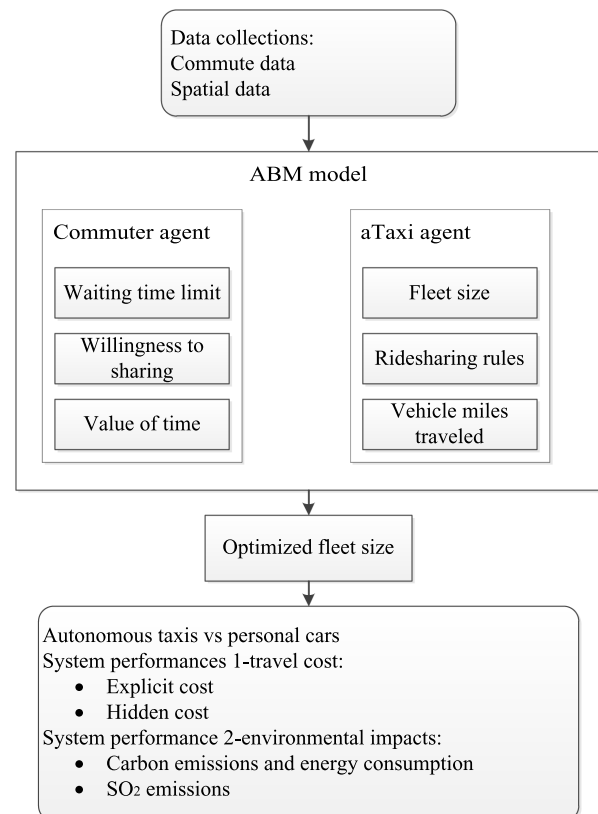 Data collections:
Commute data
Spatial data
ABM model
Commuter agent
Waiting time limit
Willingness to
sharing
Value of time
aTaxi agent
Fleet size
Ridesharing rules
Vehicle miles
traveled
Optimized fleet size
Autonomous taxis vs personal cars
System performances 1-travel cost:
• Explicit cost
• Hidden cost
System performance 2-environmental impacts:
• Carbon emissions and energy consumption
• SO2 emissions